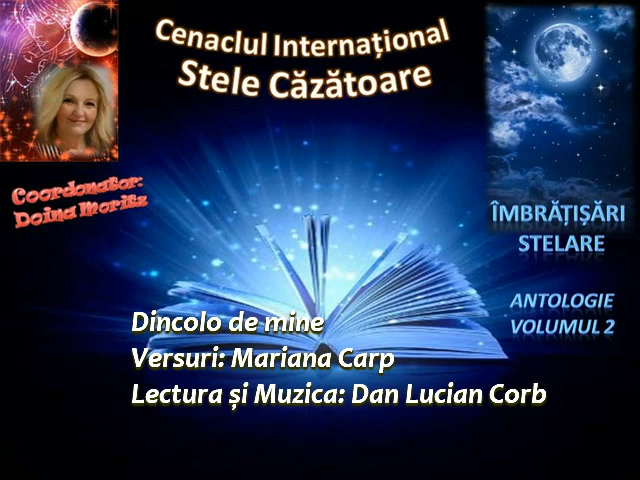 Cenaclul Internațional
Stele Căzătoare
Coordonator:
Doina Moritz
ÎMBRĂȚIȘĂRI
STELARE
ANTOLOGIE
VOLUMUL 2
Dincolo de mine
Versuri: Mariana Carp
Lectura și Muzica: Dan Lucian Corb